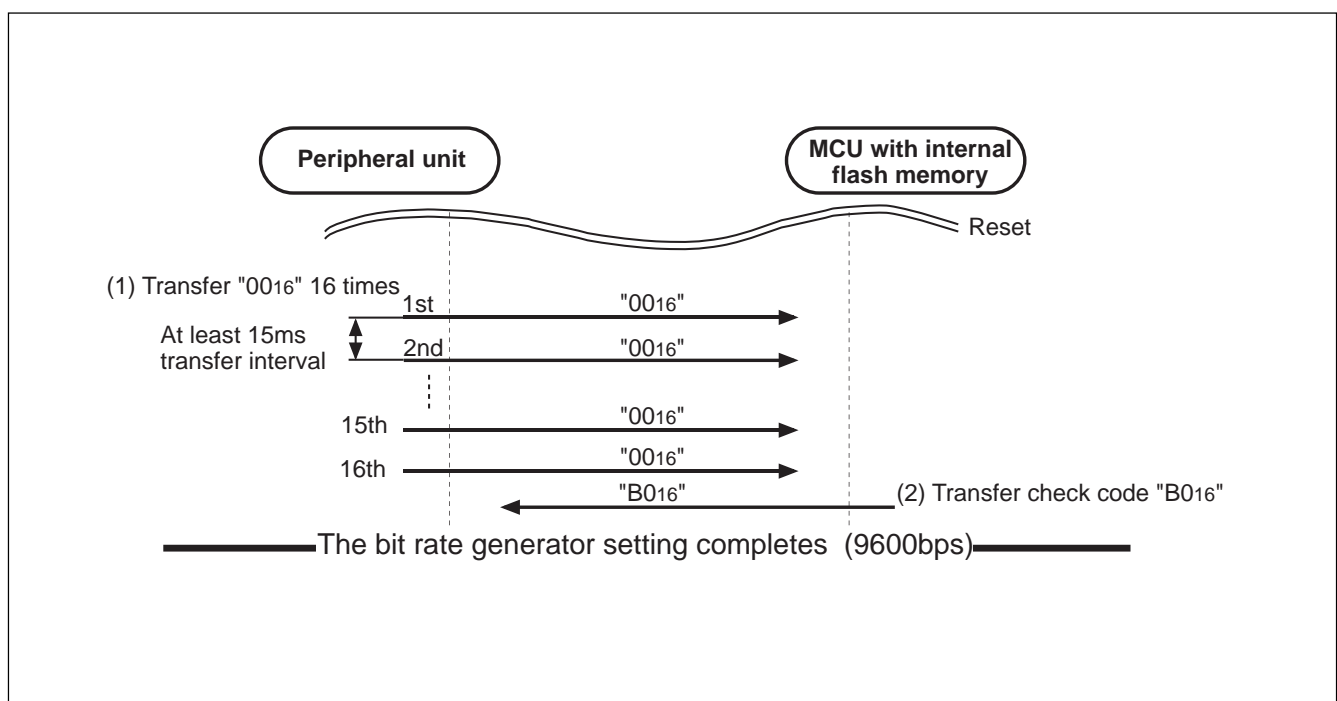 Peripheral unit
MCU with internal
flash memory
Reset
(1) Transfer "0016" 16 times
1st
"0016"
At least 15ms
transfer interval
2nd
"0016"
15th
"0016"
16th
"0016"
"B016"
(2) Transfer check code "B016"
The bit rate generator setting completes (9600bps)